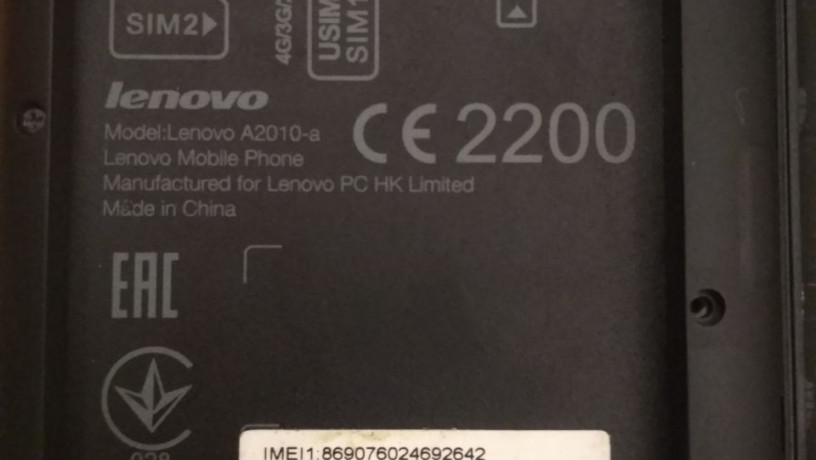 SIM2
4G/3G/
USIM
SIM1
lenovo
Model:Lenovo A2010-a
CE 2200
Lenovo Mobile Phone
Manufactured for Lenovo PC HK Limited
Made in China
EAC
028
IMEI1:869076024692642